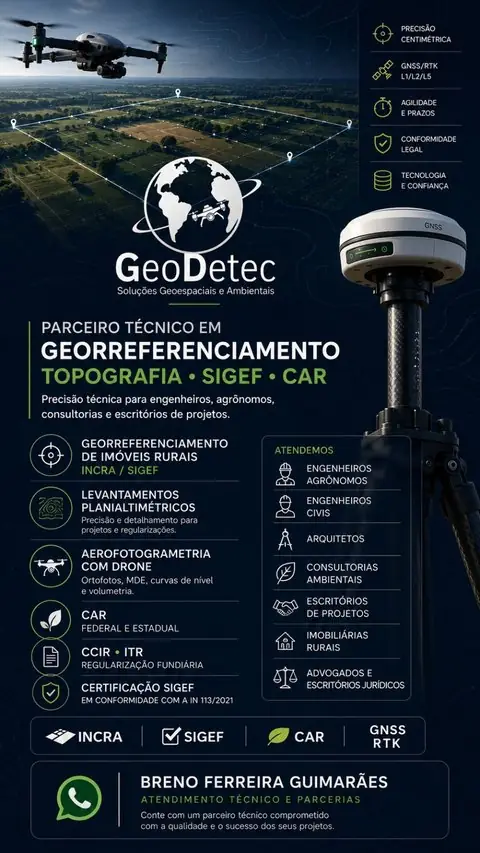 PRECISÃO
CENTIMÉTRICA
GNSS/RTK
L1/L2/L5
AGILIDADE
E PRAZOS
CONFORMIDADE
LEGAL
TECNOLOGIA
E CONFIANÇA
GNSS
GeoDetec
Soluções Geoespaciais e Ambientais
PARCEIRO TÉCNICO EM
GEORREFERENCIAMENTO
TOPOGRAFIA • SIGEF • CAR
Precisão técnica para engenheiros, agrônomos,
consultorias e escritórios de projetos.
GEORREFERENCIAMENTO
DE IMÓVEIS RURAIS
INCRA / SIGEF
LEVANTAMENTOS
PLANIALTIMÉTRICOS
Precisão e detalhamento para
projetos e regularizações.
AEROFOTOGRAMETRIA
COM DRONE
Ortofotos, MDE, curvas de nível
e volumetria.
CAR
FEDERAL E ESTADUAL
CCIR • ITR
REGULARIZAÇÃO FUNDIÁRIA
CERTIFICAÇÃO SIGEF
EM CONFORMIDADE COM A IN 113/2021
ATENDEMOS
ENGENHEIROS
AGRÔNOMOS
ENGENHEIROS
CIVIS
ARQUITETOS
CONSULTORIAS
AMBIENTAIS
ESCRITÓRIOS
DE PROJETOS
IMOBILIÁRIAS
RURAIS
ADVOGADOS E
ESCRITÓRIOS JURÍDICOS
INCRA
SIGEF
CAR
GNSS
RTK
BRENO FERREIRA GUIMARÃES
ATENDIMENTO TÉCNICO E PARCERIAS
Conte com um parceiro técnico comprometido
com a qualidade e o sucesso dos seus projetos.